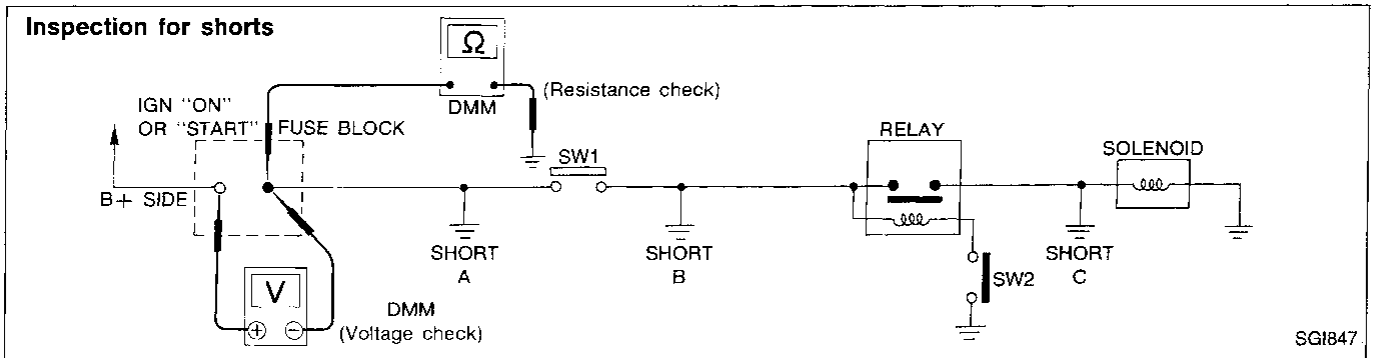 Inspection for shorts
Ω
DMM
(Resistance check)
IGN "ON"
OR "START"
FUSE BLOCK
B+ SIDE
SW1
RELAY
SOLENOID
SHORT
A
SHORT
B
SHORT
C
SW2
V
+ −
DMM
(Voltage check)
SGI847